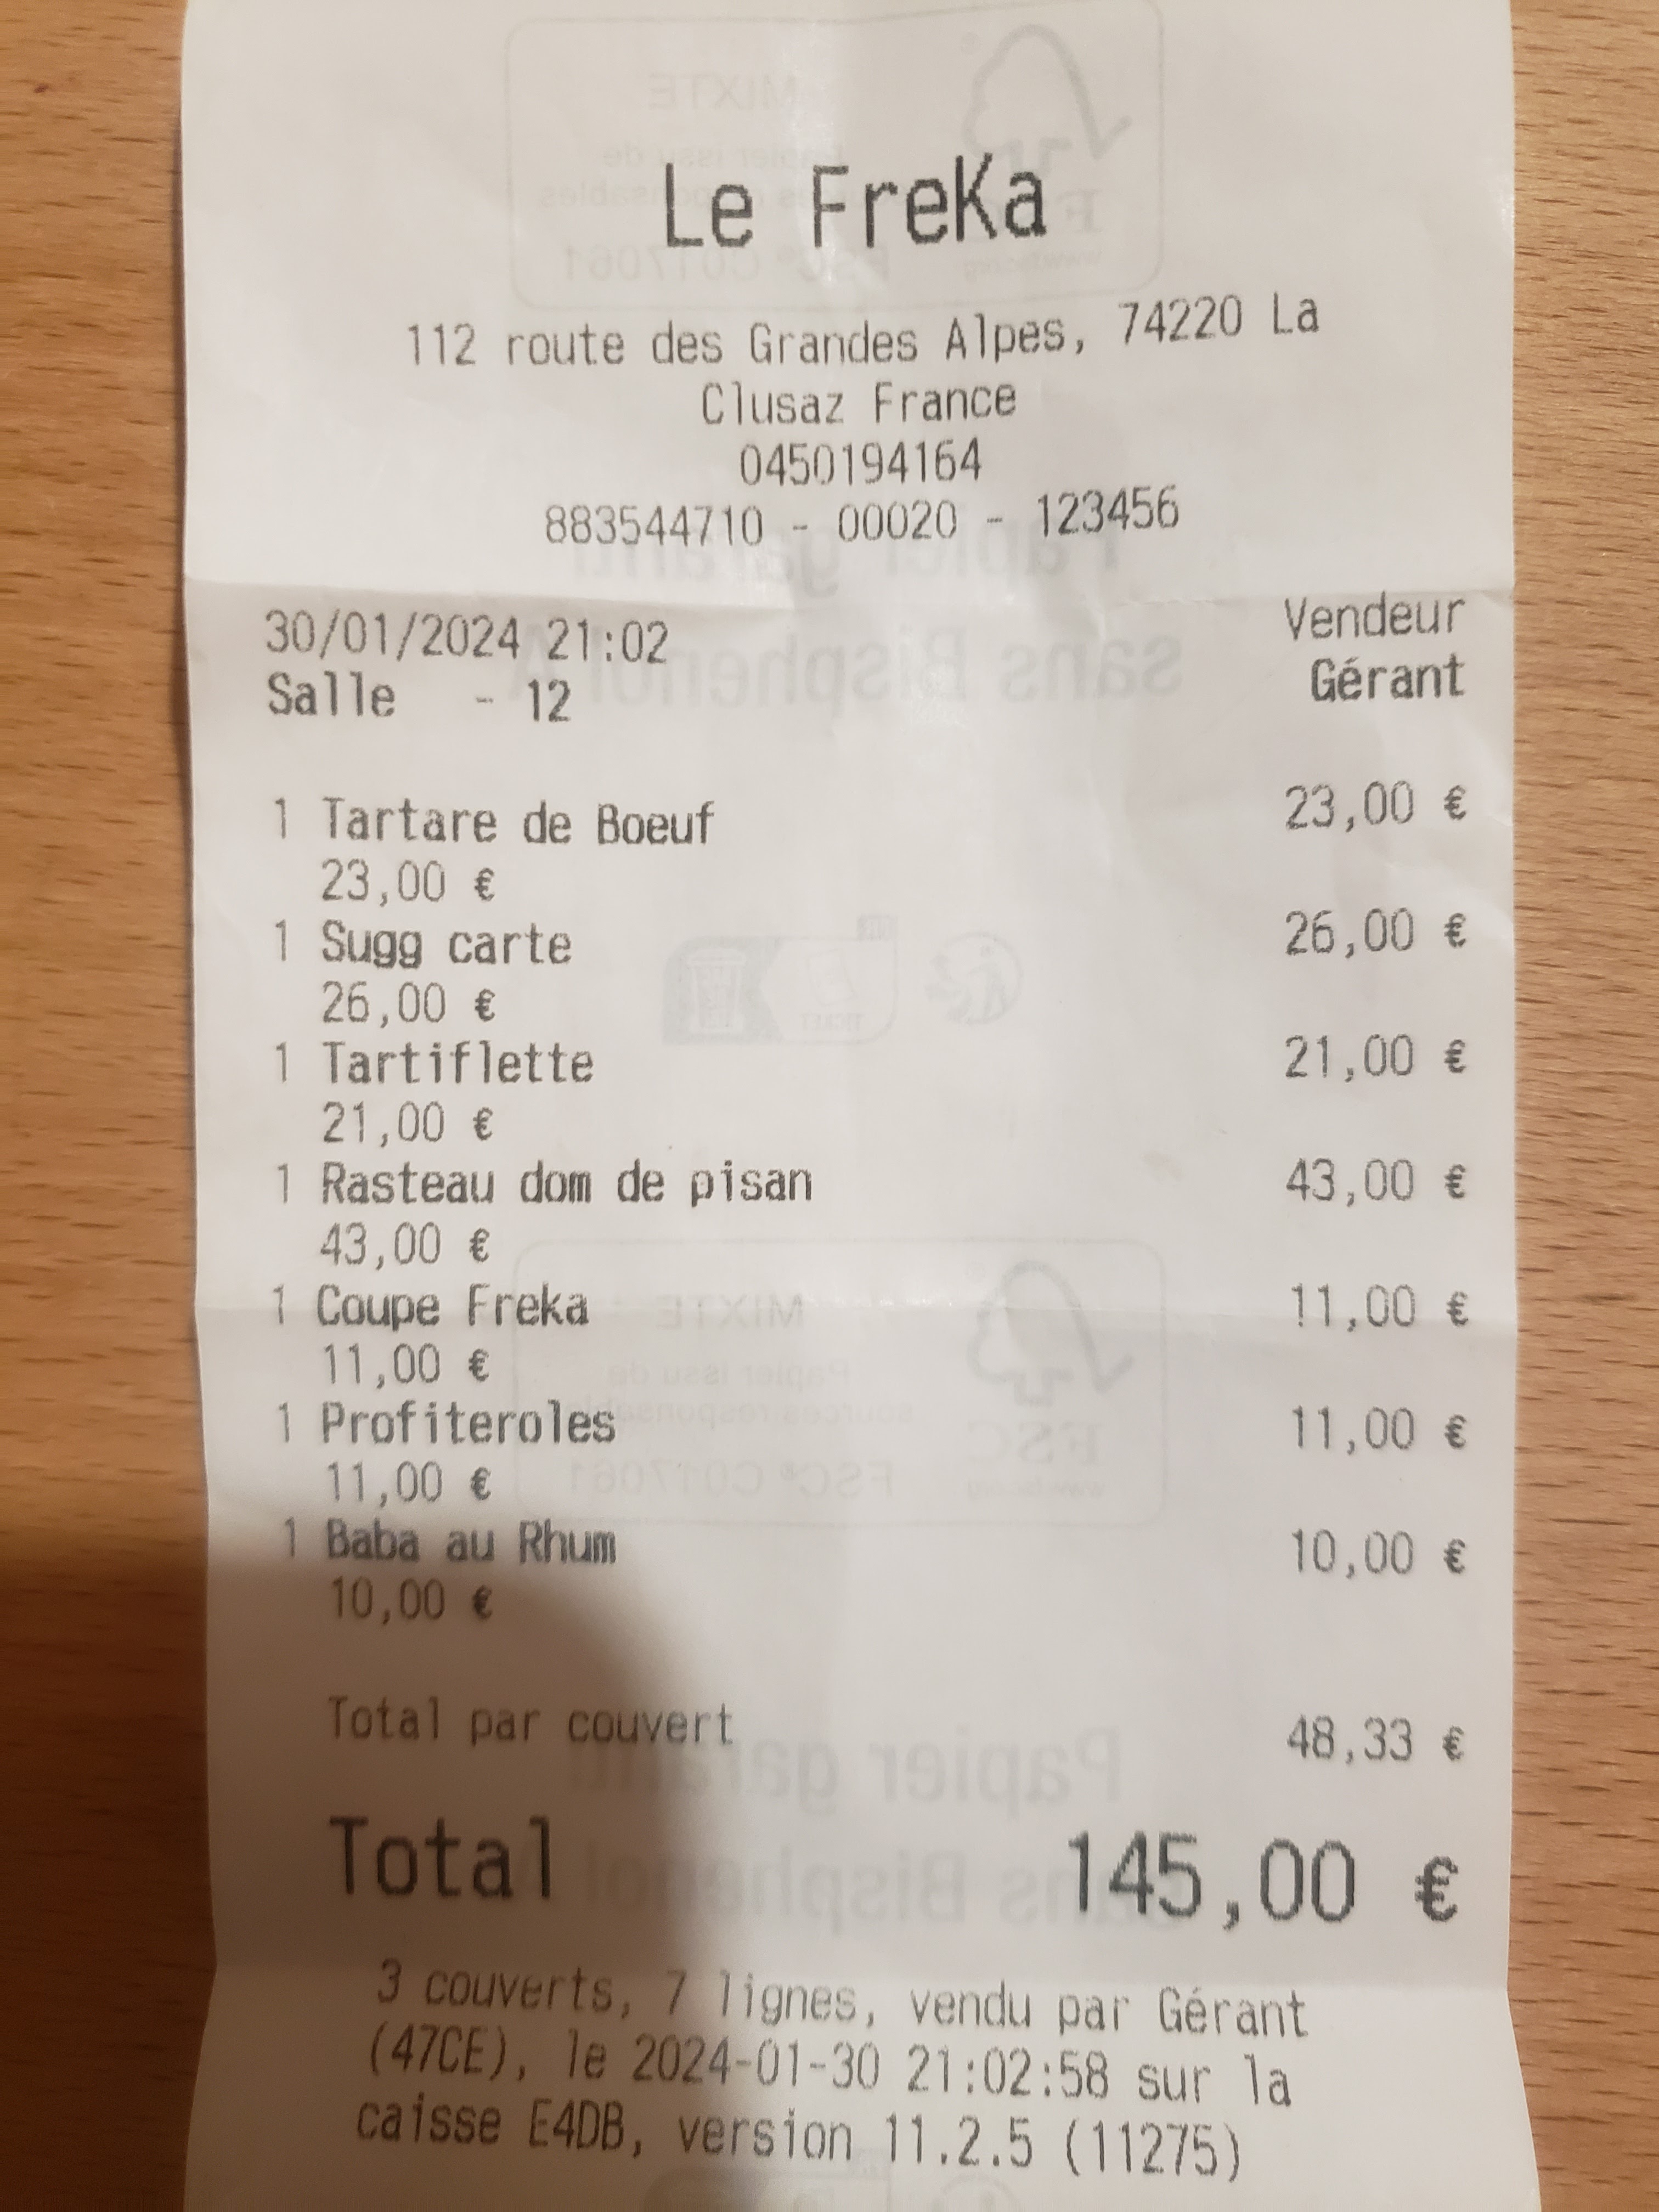 Le FreKa
112 route des Grandes Alpes, 74220 La
Clusaz France
0450194164
883544710 - 00020 - 123456
30/01/2024 21:02 Vendeur
Salle - 12 Gérant
1 Tartare de Boeuf 23,00 €
23,00 €
1 Sugg carte 26,00 €
26,00 €
1 Tartiflette 21,00 €
21,00 €
1 Rasteau dom de pisan 43,00 €
43,00 €
1 Coupe Freka 11,00 €
11,00 €
1 Profiteroles 11,00 €
11,00 €
1 Baba au Rhum 10,00 €
10,00 €
Total par couvert 48,33 €
Total 145,00 €
3 couverts, 7 lignes, vendu par Gérant
(47CE), le 2024-01-30 21:02:58 sur la
caisse E4DB, version 11.2.5 (11275)